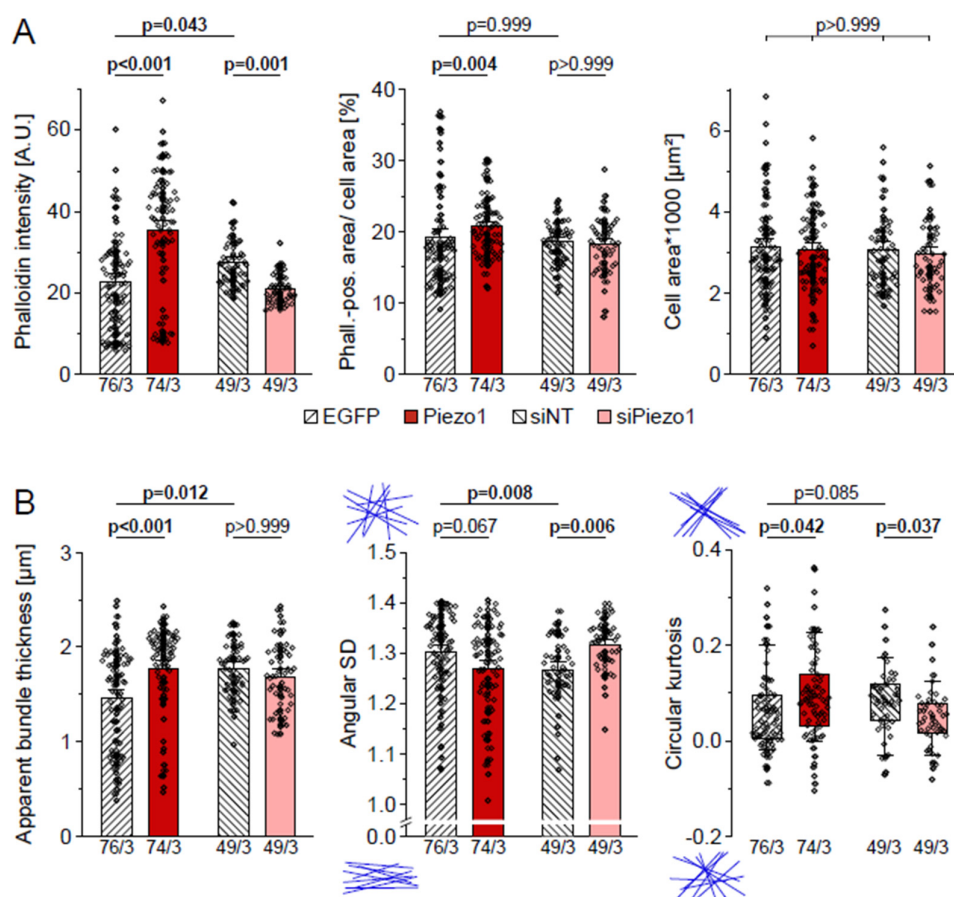 A
p=0.043
p<0.001 p=0.001
Phalloidin intensity [A.U.]
60
40
20
0
76/3 74/3 49/3 49/3
p=0.999
p=0.004 p>0.999
Phall.-pos. area/ cell area [%]
40
30
20
10
0
76/3 74/3 49/3 49/3
p>0.999
Cell area*1000 [µm²]
6
3
0
76/3 74/3 49/3 49/3
EGFP Piezo1 siNT siPiezo1
B
p=0.012
p<0.001 p>0.999
Apparent bundle thickness [µm]
3
2
1
0
76/3 74/3 49/3 49/3
p=0.008
p=0.067 p=0.006
Angular SD
1.5
1.4
1.3
1.2
1.1
1.0
0.0
76/3 74/3 49/3 49/3
p=0.085
p=0.042 p=0.037
Circular kurtosis
0.4
0.2
0.0
-0.2
76/3 74/3 49/3 49/3